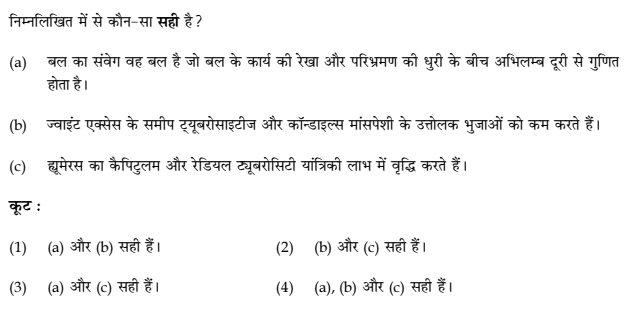 निम्नलिखित में से कौन-सा सही है ?
(a) बल का संवेग वह बल है जो बल के कार्य की रेखा और परिभ्रमण की धुरी के बीच अभिलम्ब दूरी से गुणित
होता है।
(b) ज्वाइंट एक्सेस के समीप ट्यूबरोसाइटीज और कॉन्डाइल्स मांसपेशी के उत्तोलक भुजाओं को कम करते हैं।
(c) ह्यूमेरस का कैपिटुलम और रेडियल ट्यूबरोसिटी यांत्रिकी लाभ में वृद्धि करते हैं।
कूट :
(1) (a) और (b) सही हैं। (2) (b) और (c) सही हैं।
(3) (a) और (c) सही हैं। (4) (a), (b) और (c) सही हैं।